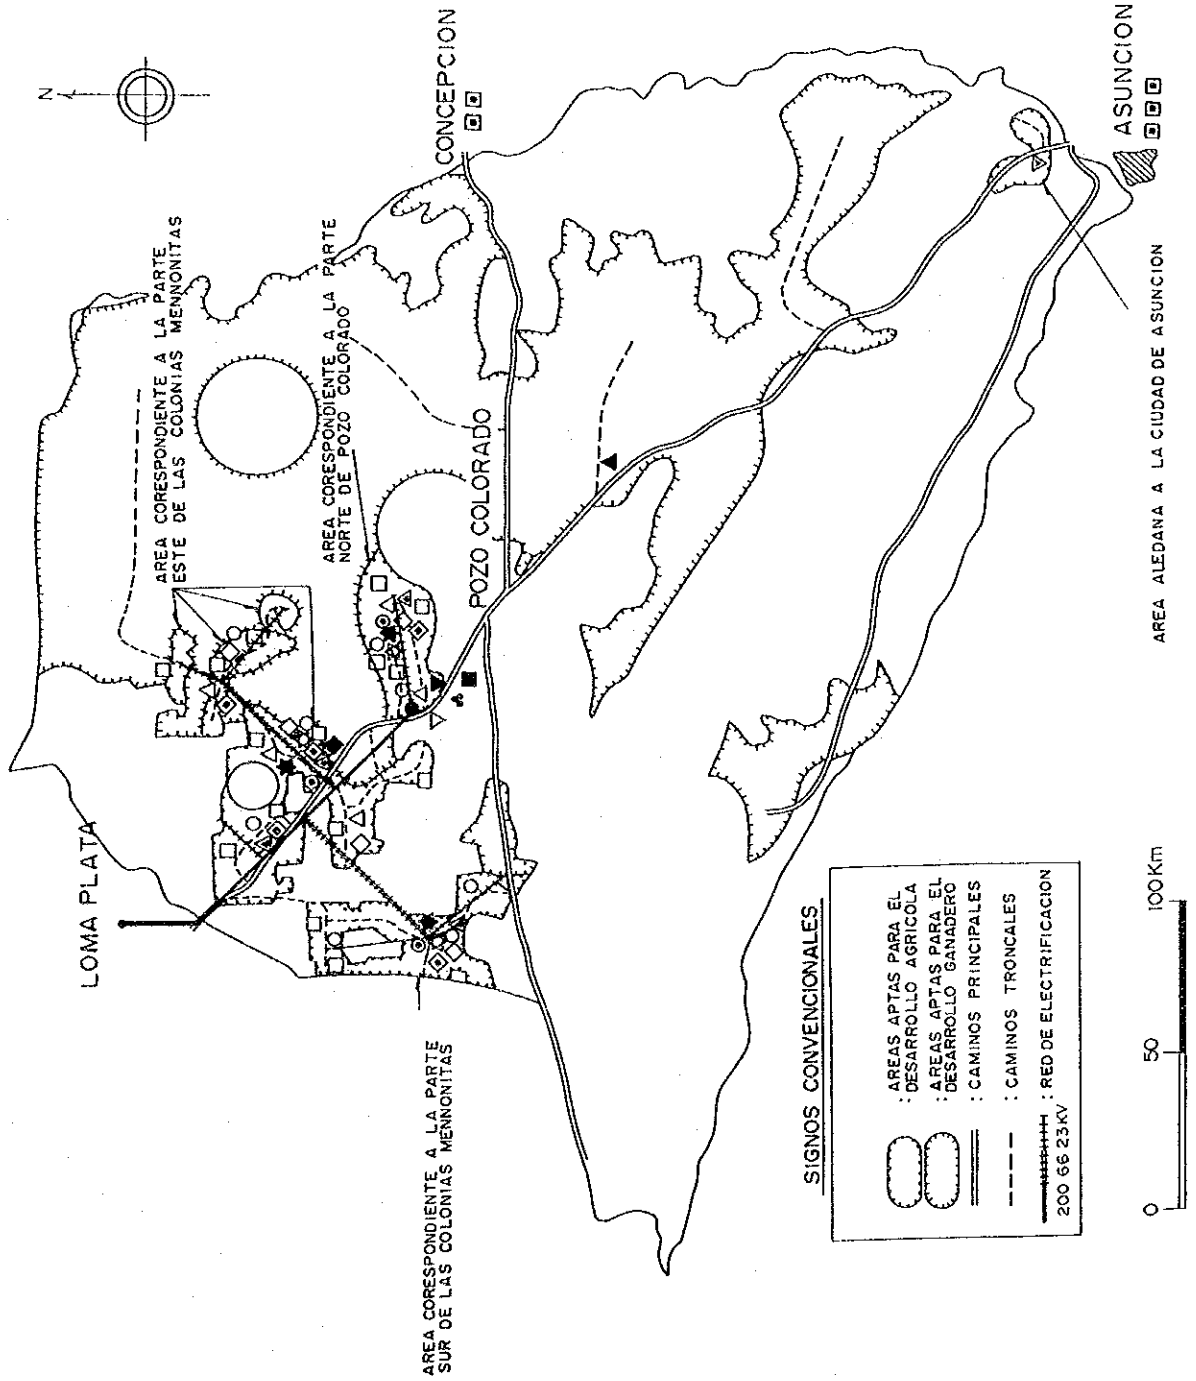 N
LOMA PLATA
AREA CORESPONDIENTE A LA PARTE
ESTE DE LAS COLONIAS MENNONITAS
AREA CORESPONDIENTE A LA PARTE
NORTE DE POZO COLORADO
CONCEPCION
POZO COLORADO
AREA CORESPONDIENTE A LA PARTE
SUR DE LAS COLONIAS MENNONITAS
ASUNCION
AREA ALEDANA A LA CIUDAD DE ASUNCION
SIGNOS CONVENCIONALES
: AREAS APTAS PARA EL
DESARROLLO AGRICOLA
: AREAS APTAS PARA EL
DESARROLLO GANADERO
: CAMINOS PRINCIPALES
: CAMINOS TRONCALES
: RED DE ELECTRIFICACION
200 66 23KV
0 50 100Km